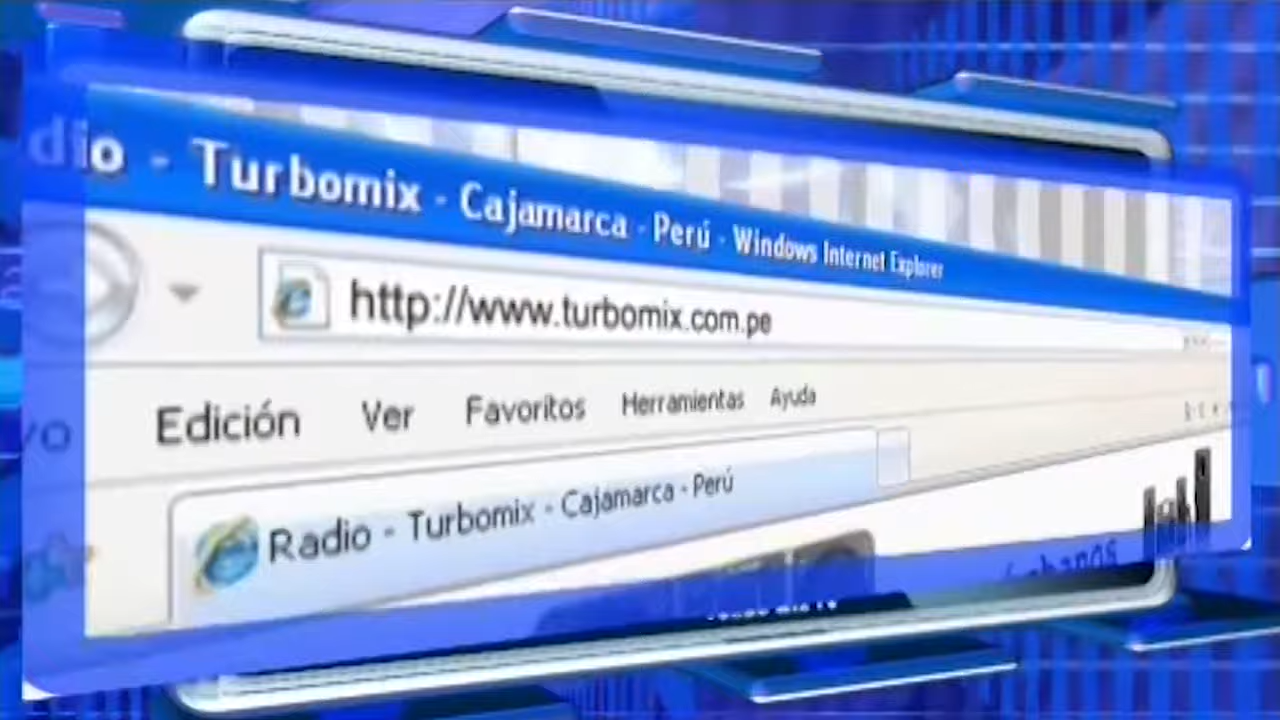 dio - Turbomix - Cajamarca - Perú - Windows Internet Explorer
http://www.turbomix.com.pe
vo Edición Ver Favoritos Herramientas Ayuda
Radio - Turbomix - Cajamarca - Perú